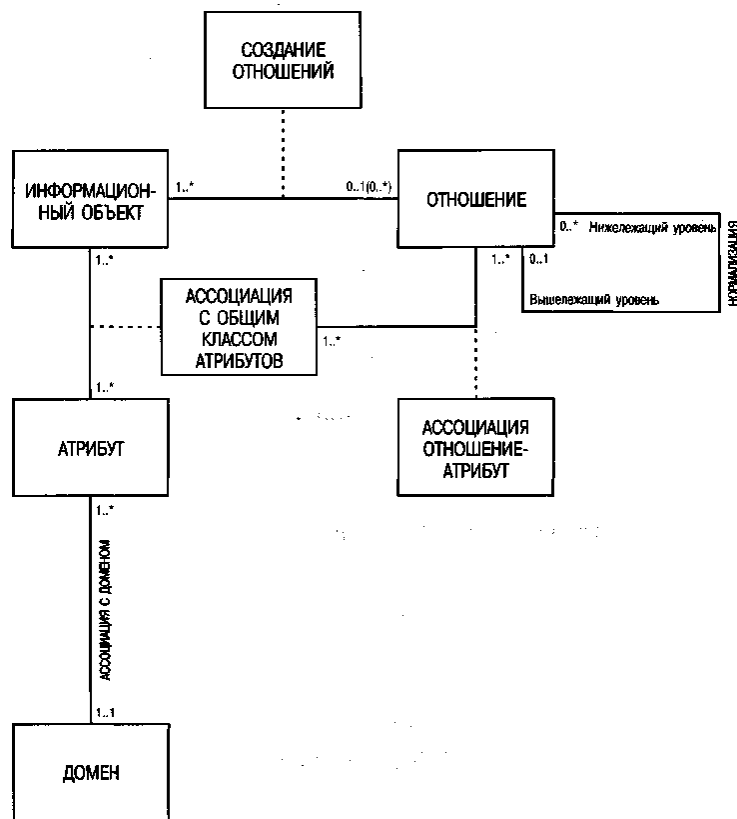 СОЗДАНИЕ
ОТНОШЕНИЙ
ИНФОРМАЦИОН-
НЫЙ ОБЪЕКТ
1..*
0..1(0..*)
ОТНОШЕНИЕ
0..* Нижележащий уровень
НОРМАЛИЗАЦИЯ
1..*
1..*
0..1
Вышележащий уровень
АССОЦИАЦИЯ
С ОБЩИМ
КЛАССОМ
АТРИБУТОВ
1..*
1..*
АТРИБУТ
АССОЦИАЦИЯ
ОТНОШЕНИЕ-
АТРИБУТ
1..*
АССОЦИАЦИЯ С ДОМЕНОМ
1..1
ДОМЕН